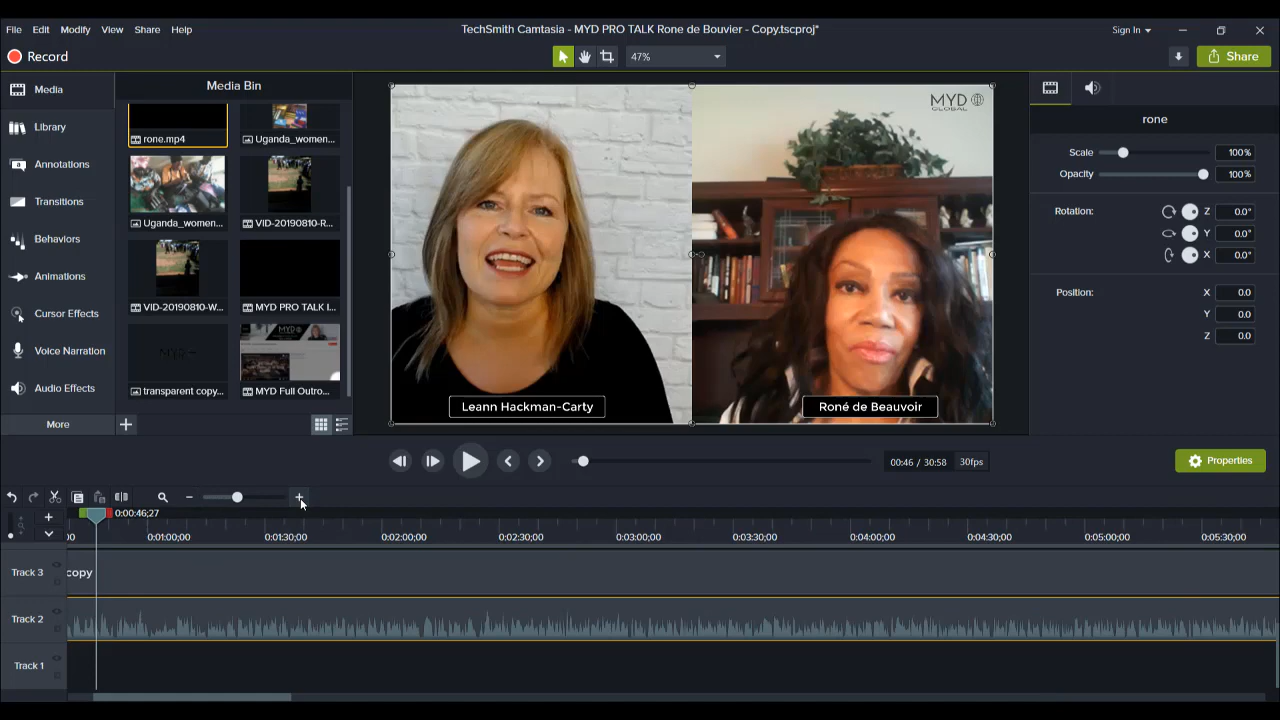 File Edit Modify View Share Help
TechSmith Camtasia - MYD PRO TALK Rone de Bouvier - Copy.tscproj*
Sign In
Record
47%
Share
Media
Library
Annotations
Transitions
Behaviors
Animations
Cursor Effects
Voice Narration
Audio Effects
More
Media Bin
rone.mp4
Uganda_women...
Uganda_women...
VID-20190810-R...
VID-20190810-W...
MYD PRO TALK I...
transparent copy...
MYD Full Outro...
MYD
GLOBAL
Leann Hackman-Carty
Roné de Beauvoir
rone
Scale 100%
Opacity 100%
Rotation: Z 0.0°
Y 0.0°
X 0.0°
Position: X 0.0
Y 0.0
Z 0.0
00:46 / 30:58 30fps
Properties
0:00:46;27
00 0:01:00;00 0:01:30;00 0:02:00;00 0:02:30;00 0:03:00;00 0:03:30;00 0:04:00;00 0:04:30;00 0:05:00;00 0:05:30;00
Track 3 copy
Track 2
Track 1